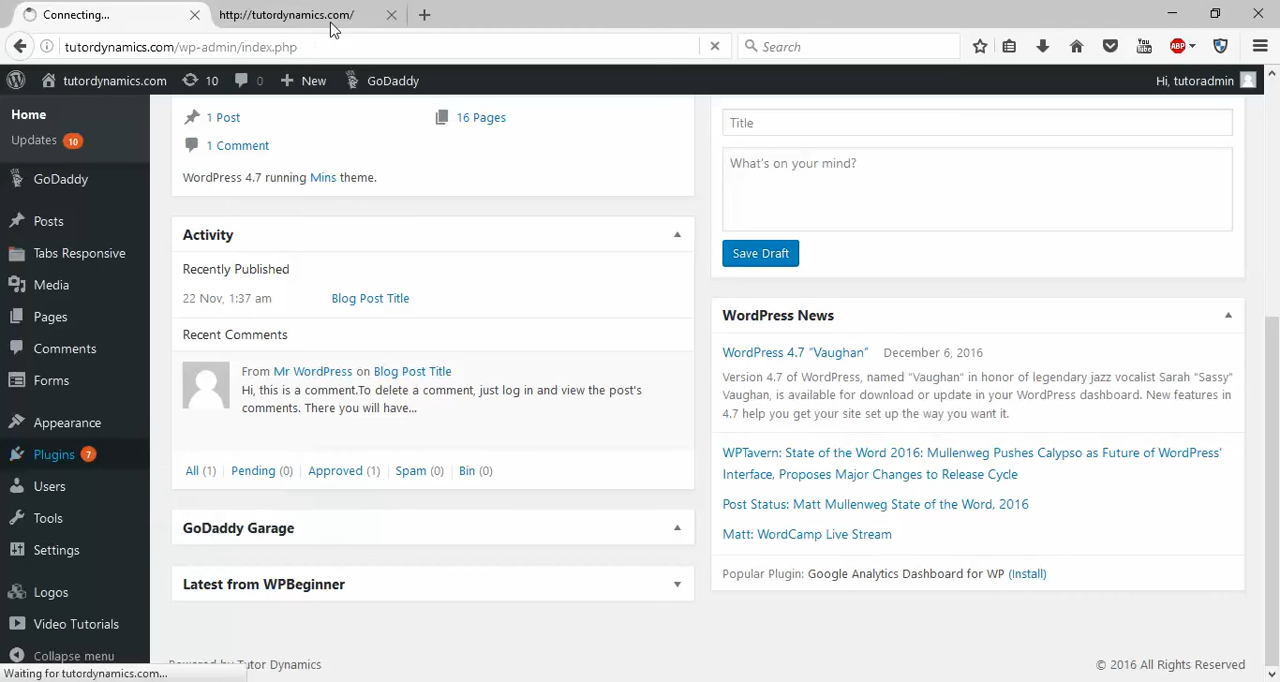 Connecting...
http://tutordynamics.com/
tutordynamics.com/wp-admin/index.php
Search
You Tube
ABP
tutordynamics.com
10
0
New
GoDaddy
Hi, tutoradmin
Home
Updates 10
GoDaddy
Posts
Tabs Responsive
Media
Pages
Comments
Forms
Appearance
Plugins 7
Users
Tools
Settings
Logos
Video Tutorials
Collapse menu
Waiting for tutordynamics.com...
1 Post
16 Pages
1 Comment
WordPress 4.7 running Mins theme.
Activity
Recently Published
22 Nov, 1:37 am
Blog Post Title
Recent Comments
From Mr WordPress on Blog Post Title
Hi, this is a comment.To delete a comment, just log in and view the post's
comments. There you will have...
All (1) | Pending (0) | Approved (1) | Spam (0) | Bin (0)
GoDaddy Garage
Latest from WPBeginner
Powered by Tutor Dynamics
Title
What's on your mind?
Save Draft
WordPress News
WordPress 4.7 "Vaughan" December 6, 2016
Version 4.7 of WordPress, named "Vaughan" in honor of legendary jazz vocalist Sarah "Sassy"
Vaughan, is available for download or update in your WordPress dashboard. New features in
4.7 help you get your site set up the way you want it.
WPTavern: State of the Word 2016: Mullenweg Pushes Calypso as Future of WordPress'
Interface, Proposes Major Changes to Release Cycle
Post Status: Matt Mullenweg State of the Word, 2016
Matt: WordCamp Live Stream
Popular Plugin: Google Analytics Dashboard for WP (Install)
© 2016 All Rights Reserved